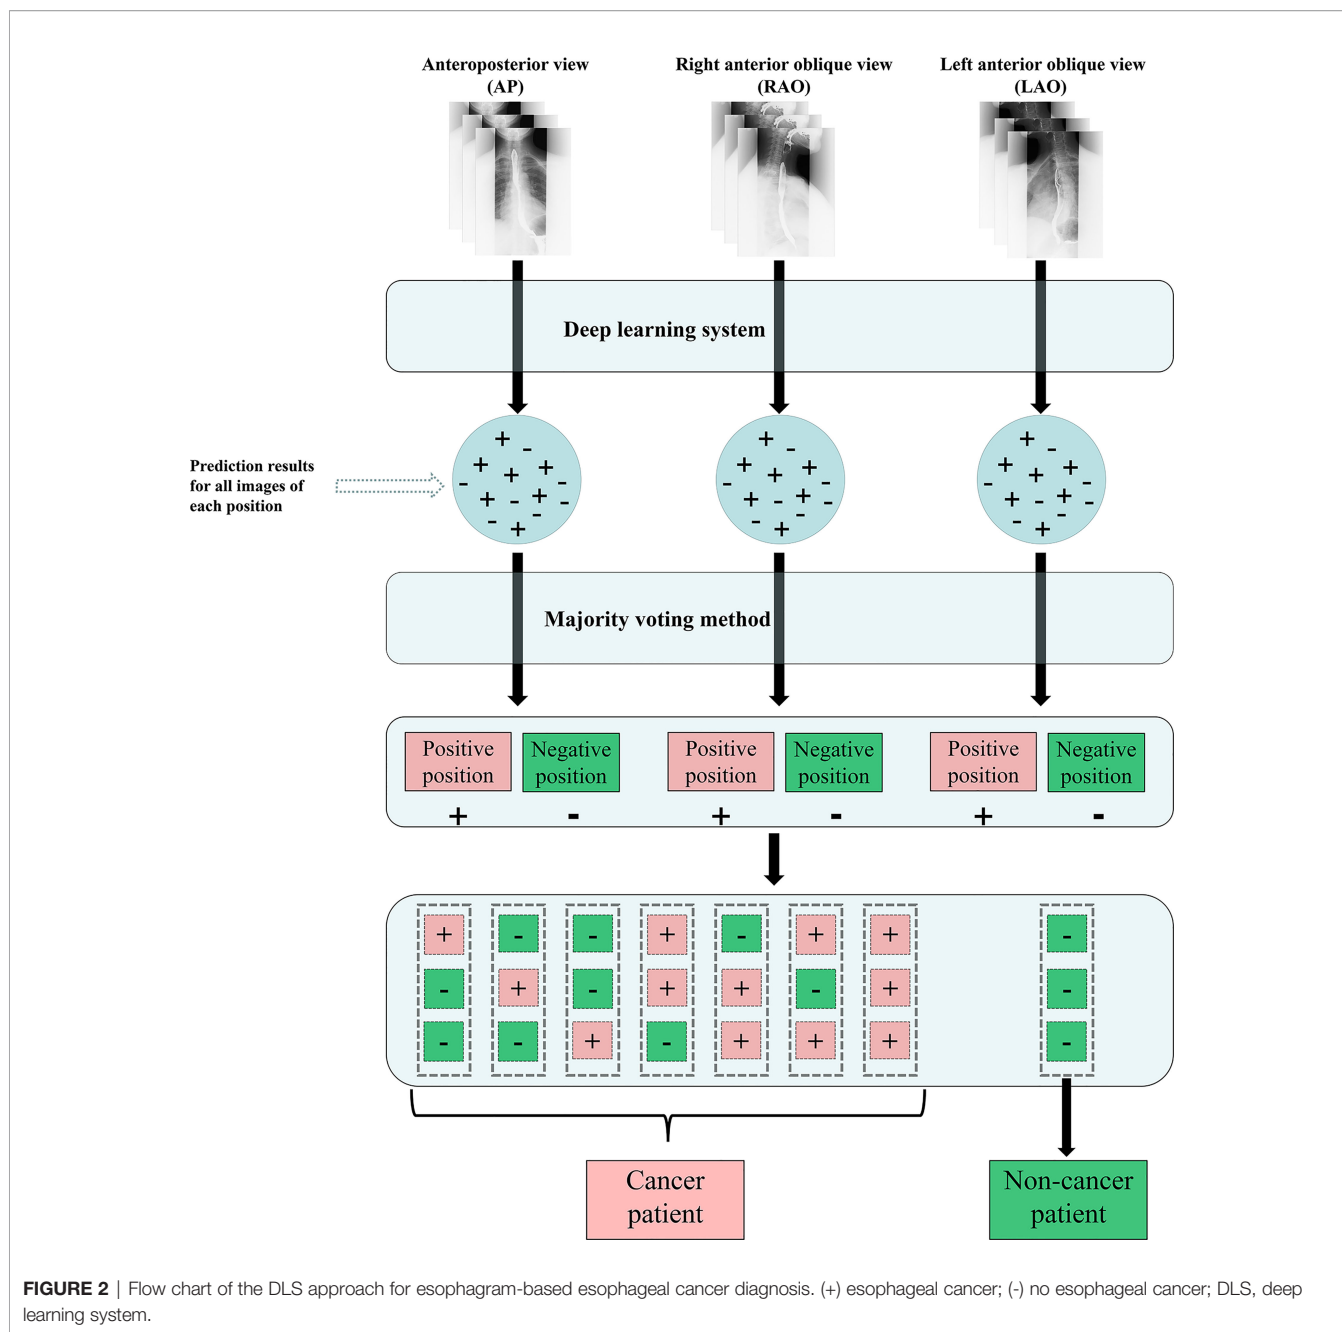 Anteroposterior view
(AP)
Right anterior oblique view
(RAO)
Left anterior oblique view
(LAO)
Deep learning system
Prediction results
for all images of
each position
+ - + + + - - + - + - - - +
+ - + + + - - + - + - - - +
+ - + + + - - + - + - - - +
Majority voting method
Positive
position
Negative
position
Positive
position
Negative
position
Positive
position
Negative
position
+ - + - + -
+ - - + - + + -
- + - + + - + -
- - + - + + + -
Cancer
patient
Non-cancer
patient
FIGURE 2 | Flow chart of the DLS approach for esophagram-based esophageal cancer diagnosis. (+) esophageal cancer; (-) no esophageal cancer; DLS, deep
learning system.